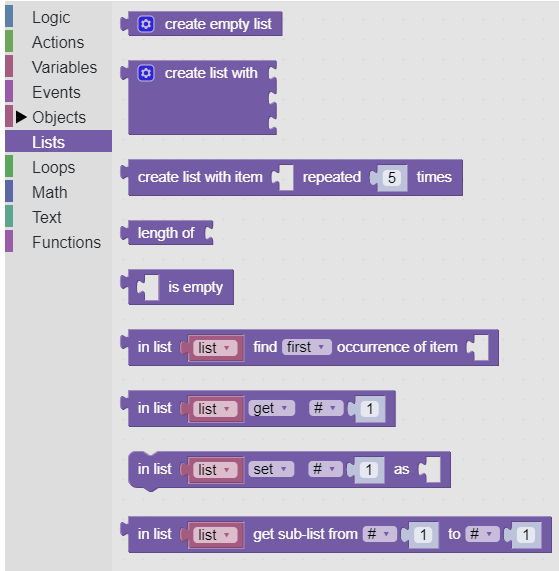 Logic
Actions
Variables
Events
Objects
Lists
Loops
Math
Text
Functions
create empty list
create list with
create list with item repeated 5 times
length of
is empty
in list list find first occurrence of item
in list list get # 1
in list list set # 1 as
in list list get sub-list from # 1 to # 1